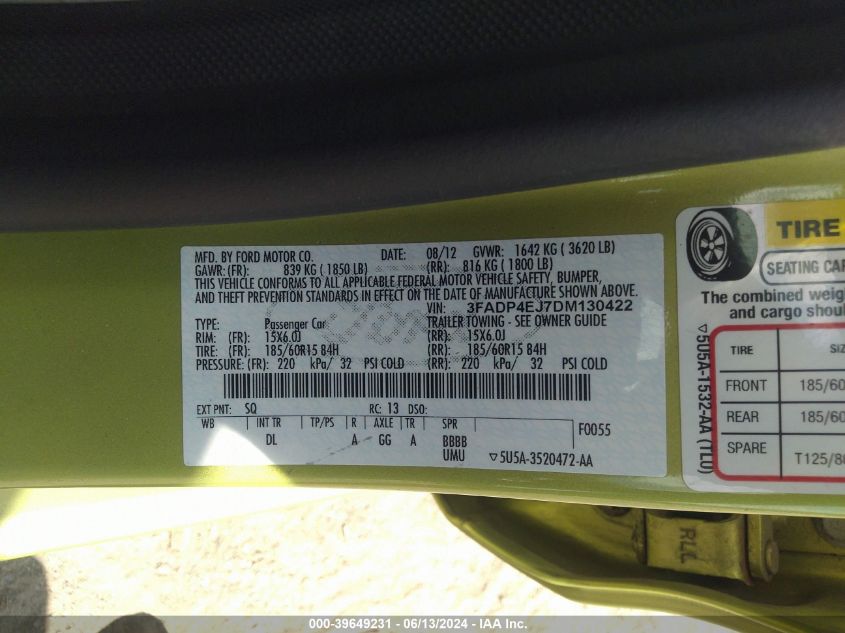 MFD. BY FORD MOTOR CO. DATE: 08/12 GVWR: 1642 KG ( 3620 LB)
GAWR: (FR): 839 KG ( 1850 LB) (RR): 816 KG ( 1800 LB)
THIS VEHICLE CONFORMS TO ALL APPLICABLE FEDERAL MOTOR VEHICLE SAFETY, BUMPER,
AND THEFT PREVENTION STANDARDS IN EFFECT ON THE DATE OF MANUFACTURE SHOWN ABOVE.
VIN: 3FADP4EJ7DM130422
TYPE: Passenger Car TRAILER TOWING - SEE OWNER GUIDE
RIM: (FR): 15X6.0J (RR): 15X6.0J
TIRE: (FR): 185/60R15 84H (RR): 185/60R15 84H
PRESSURE: (FR): 220 kPa/ 32 PSI COLD (RR): 220 kPa/ 32 PSI COLD
EXT PNT: SQ RC: 13 DSO:
WB INT TR TP/PS R AXLE TR SPR F0055
DL A GG A BBBB
UMU ▽5U5A-3520472-AA
▽5U5A-1532-AA (TL0)
TIRE
SEATING CAP
The combined weig
and cargo shou
TIRE SIZ
FRONT 185/60
REAR 185/60
SPARE T125/80
RLL
000-39649231 - 06/13/2024 - IAA Inc.